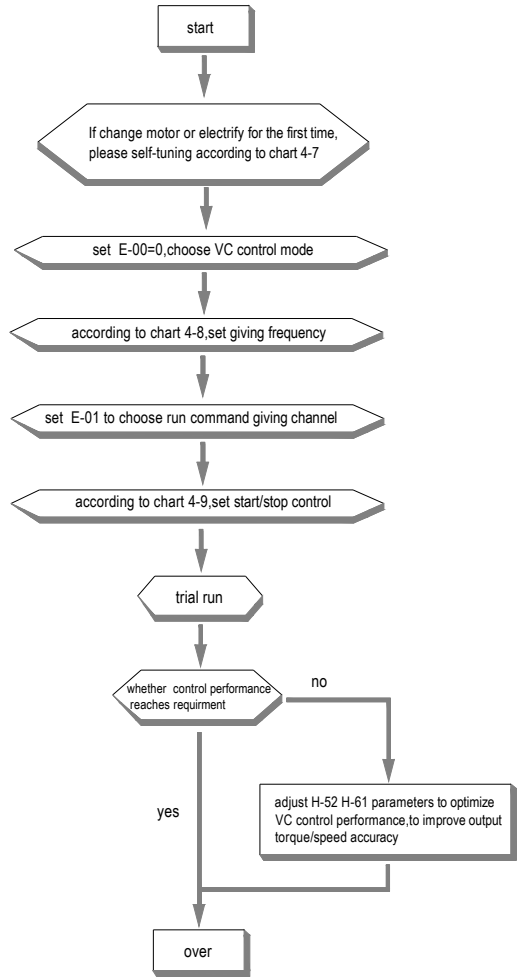 start
If change motor or electrify for the first time,
please self-tuning according to chart 4-7
set E-00=0,choose VC control mode
according to chart 4-8,set giving frequency
set E-01 to choose run command giving channel
according to chart 4-9,set start/stop control
trial run
whether control performance
reaches requirment
no
yes
adjust H-52 H-61 parameters to optimize
VC control performance,to improve output
torque/speed accuracy
over